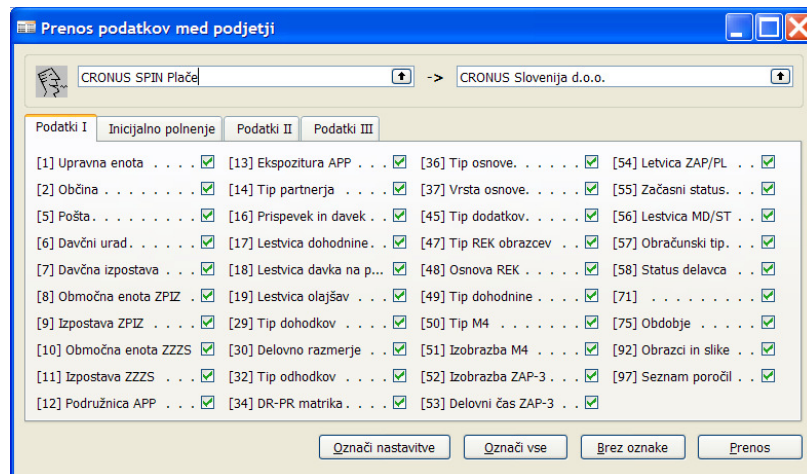 Prenos podatkov med podjetji
CRONUS SPIN Plače -> CRONUS Slovenija d.o.o.
Podatki I Inicijalno polnenje Podatki II Podatki III
[1] Upravna enota . . . . [13] Ekspozitura APP . . . [36] Tip osnove. . . . . . [54] Letvica ZAP/PL . .
[2] Občina . . . . . . . . [14] Tip partnerja . . . . [37] Vrsta osnove. . . . . [55] Začasni status. . .
[5] Pošta. . . . . . . . . [16] Prispevek in davek . . [45] Tip dodatkov. . . . . [56] Lestvica MD/ST . .
[6] Davčni urad. . . . . . [17] Lestvica dohodnine. . [47] Tip REK obrazcev . . [57] Obračunski tip. . .
[7] Davčna izpostava . . . [18] Lestvica davka na p... [48] Osnova REK . . . . . [58] Status delavca . .
[8] Območna enota ZPIZ . [19] Lestvica olajšav . . . [49] Tip dohodnine . . . . [71] . . . . . . . . .
[9] Izpostava ZPIZ . . . . [29] Tip dohodkov . . . . [50] Tip M4 . . . . . . . [75] Obdobje . . . . .
[10] Območna enota ZZZS [30] Delovno razmerje . . [51] Izobrazba M4 . . . . [92] Obrazci in slike . .
[11] Izpostava ZZZS . . . [32] Tip odhodkov . . . . [52] Izobrazba ZAP-3. . . [97] Seznam poročil . .
[12] Podružnica APP . . . [34] DR-PR matrika. . . . [53] Delovni čas ZAP-3 . .
Označi nastavitve Označi vse Brez oznake Prenos